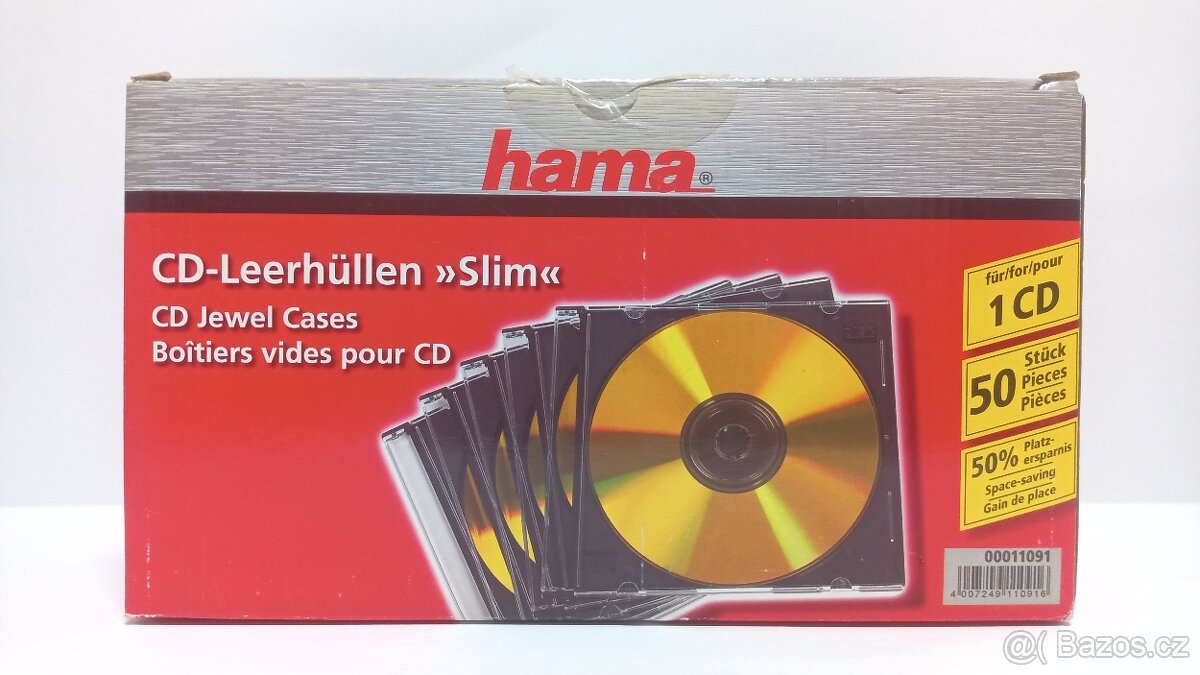 hama®
CD-Leerhüllen »Slim«
CD Jewel Cases
Boîtiers vides pour CD
für/for/pour
1 CD
50 Stück
Pieces
Pièces
50% Platz-
ersparnis
Space-saving
Gain de place
00011091
4 007249 110916
@( Bazos.cz